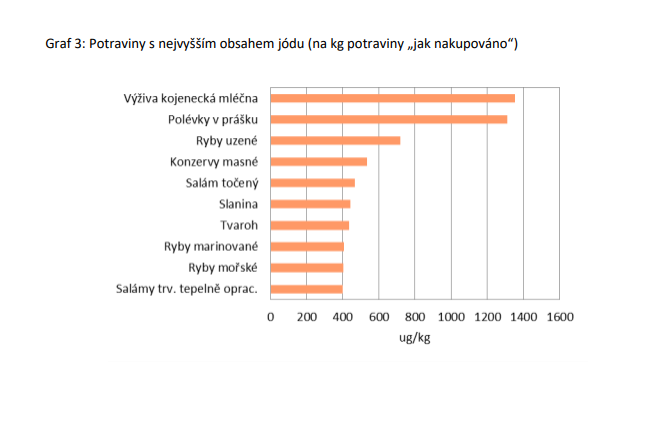 Graf 3: Potraviny s nejvyšším obsahem jódu (na kg potraviny „jak nakupováno“)
Výživa kojenecká mléčna
Polévky v prášku
Ryby uzené
Konzervy masné
Salám točený
Slanina
Tvaroh
Ryby marinované
Ryby mořské
Salámy trv. tepelně oprac.
0 200 400 600 800 1000 1200 1400 1600
ug/kg